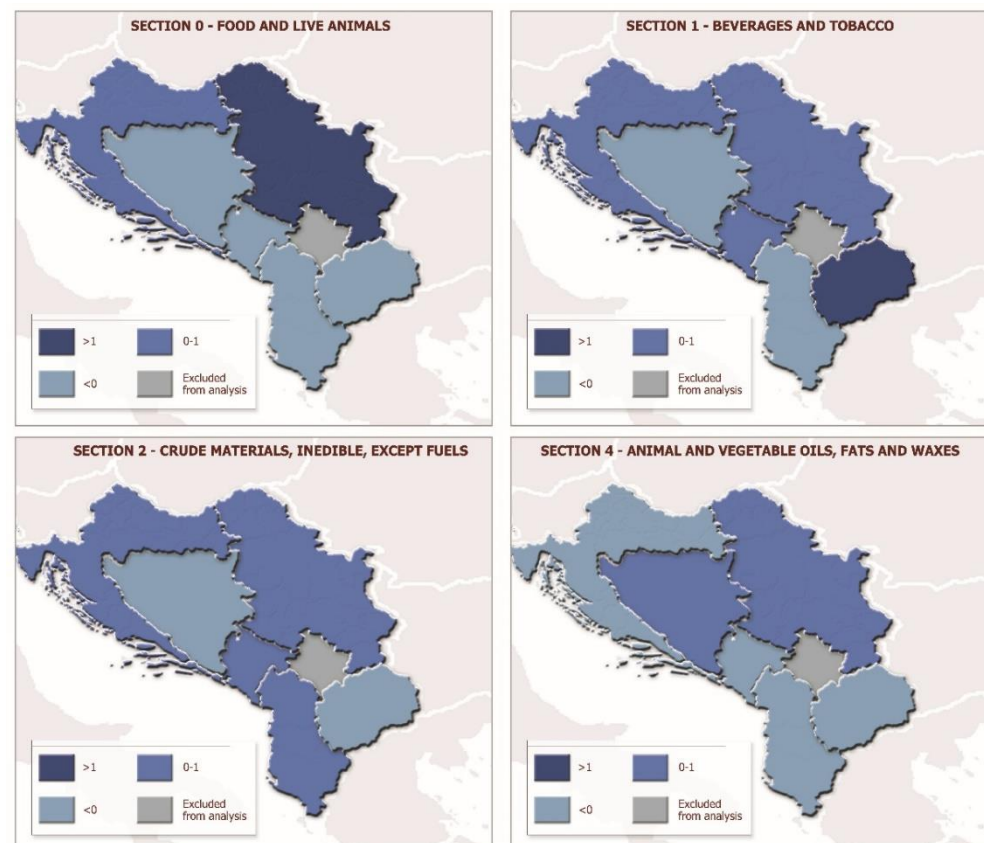 SECTION 0 - FOOD AND LIVE ANIMALS
>1
0-1
<0
Excluded
from analysis
SECTION 1 - BEVERAGES AND TOBACCO
>1
0-1
<0
Excluded
from analysis
SECTION 2 - CRUDE MATERIALS, INEDIBLE, EXCEPT FUELS
>1
0-1
<0
Excluded
from analysis
SECTION 4 - ANIMAL AND VEGETABLE OILS, FATS AND WAXES
>1
0-1
<0
Excluded
from analysis